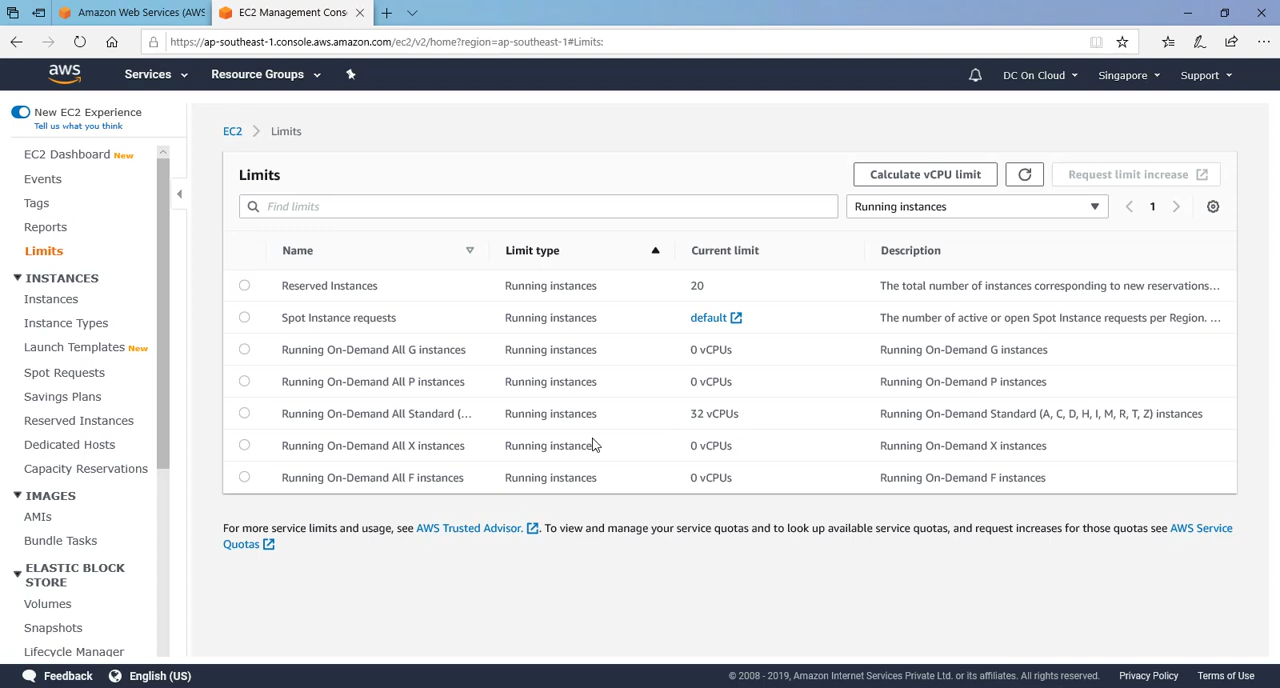 Amazon Web Services (AWS
EC2 Management Conso
https://ap-southeast-1.console.aws.amazon.com/ec2/v2/home?region=ap-southeast-1#Limits:
aws
Services
Resource Groups
DC On Cloud
Singapore
Support
New EC2 Experience
Tell us what you think
EC2 Dashboard New
Events
Tags
Reports
Limits
INSTANCES
Instances
Instance Types
Launch Templates New
Spot Requests
Savings Plans
Reserved Instances
Dedicated Hosts
Capacity Reservations
IMAGES
AMIs
Bundle Tasks
ELASTIC BLOCK
STORE
Volumes
Snapshots
Lifecycle Manager
EC2 Limits
Limits
Calculate vCPU limit
Request limit increase
Find limits
Running instances
1
Name Limit type Current limit Description
Reserved Instances Running instances 20 The total number of instances corresponding to new reservations...
Spot Instance requests Running instances default The number of active or open Spot Instance requests per Region. ...
Running On-Demand All G instances Running instances 0 vCPUs Running On-Demand G instances
Running On-Demand All P instances Running instances 0 vCPUs Running On-Demand P instances
Running On-Demand All Standard (... Running instances 32 vCPUs Running On-Demand Standard (A, C, D, H, I, M, R, T, Z) instances
Running On-Demand All X instances Running instances 0 vCPUs Running On-Demand X instances
Running On-Demand All F instances Running instances 0 vCPUs Running On-Demand F instances
For more service limits and usage, see AWS Trusted Advisor. . To view and manage your service quotas and to look up available service quotas, and request increases for those quotas see AWS Service
Quotas
Feedback
English (US)
© 2008 - 2019, Amazon Internet Services Private Ltd. or its affiliates. All rights reserved.
Privacy Policy
Terms of Use